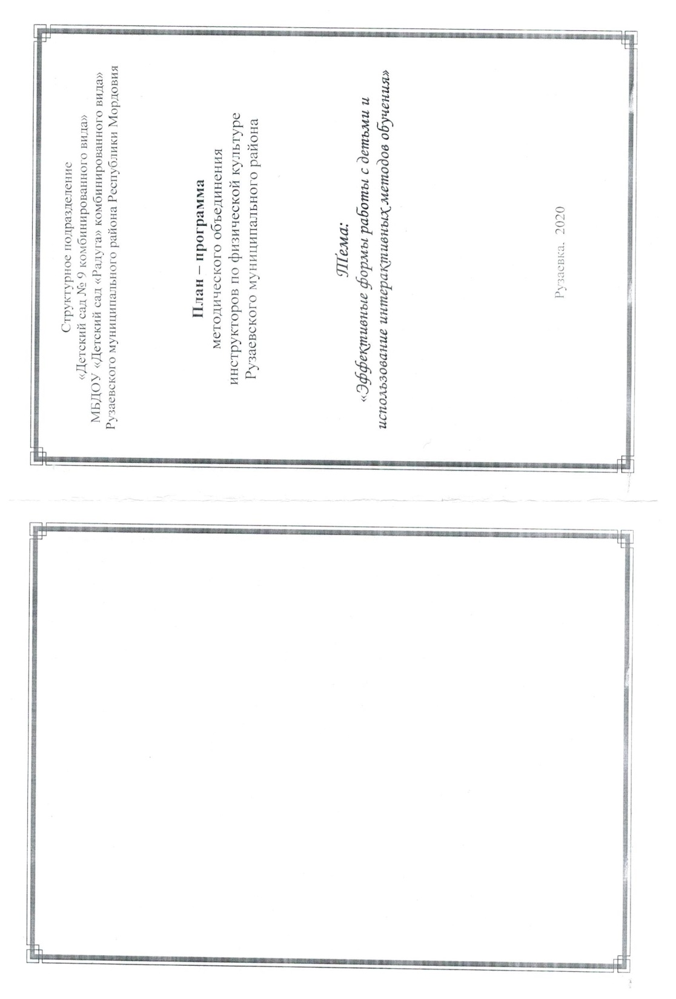 Структурное подразделение
«Детский сад № 9 комбинированного вида»
МБДОУ «Детский сад «Радуга» комбинированного вида»
Рузаевского муниципального района Республики Мордовия
План – программа
методического объединения
инструкторов по физической культуре
Рузаевского муниципального района
Тема:
«Эффективные формы работы с детьми и
использование интерактивных методов обучения»
Рузаевка. 2020